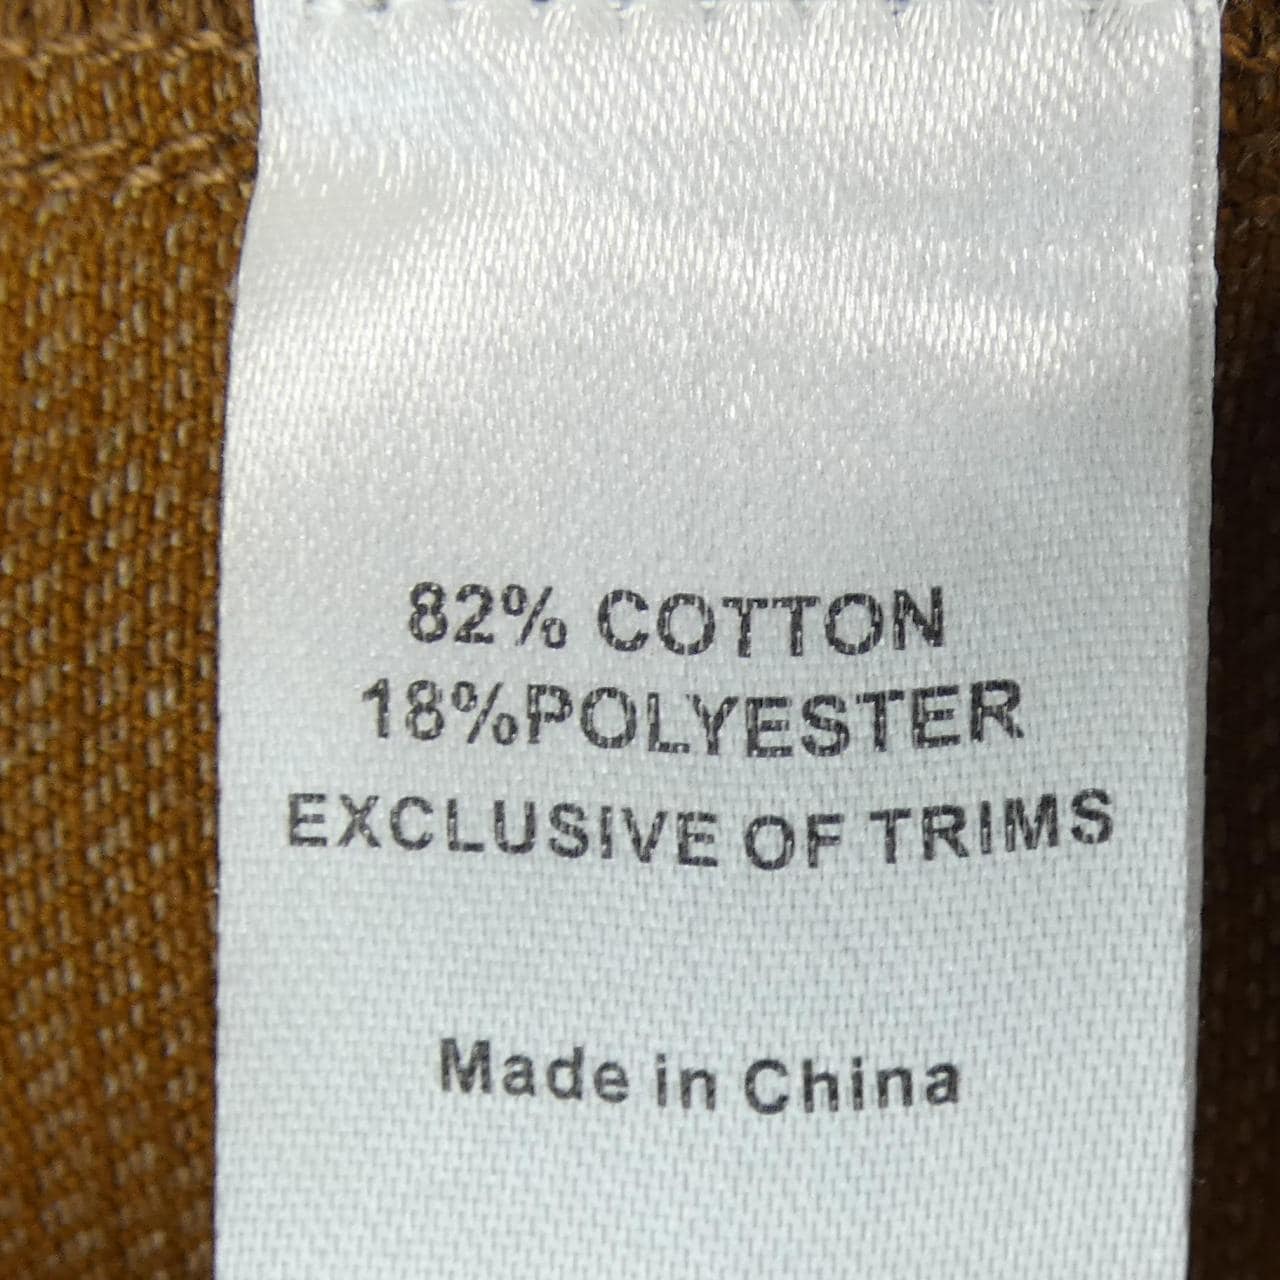 82% COTTON
18%POLYESTER
EXCLUSIVE OF TRIMS
Made in China